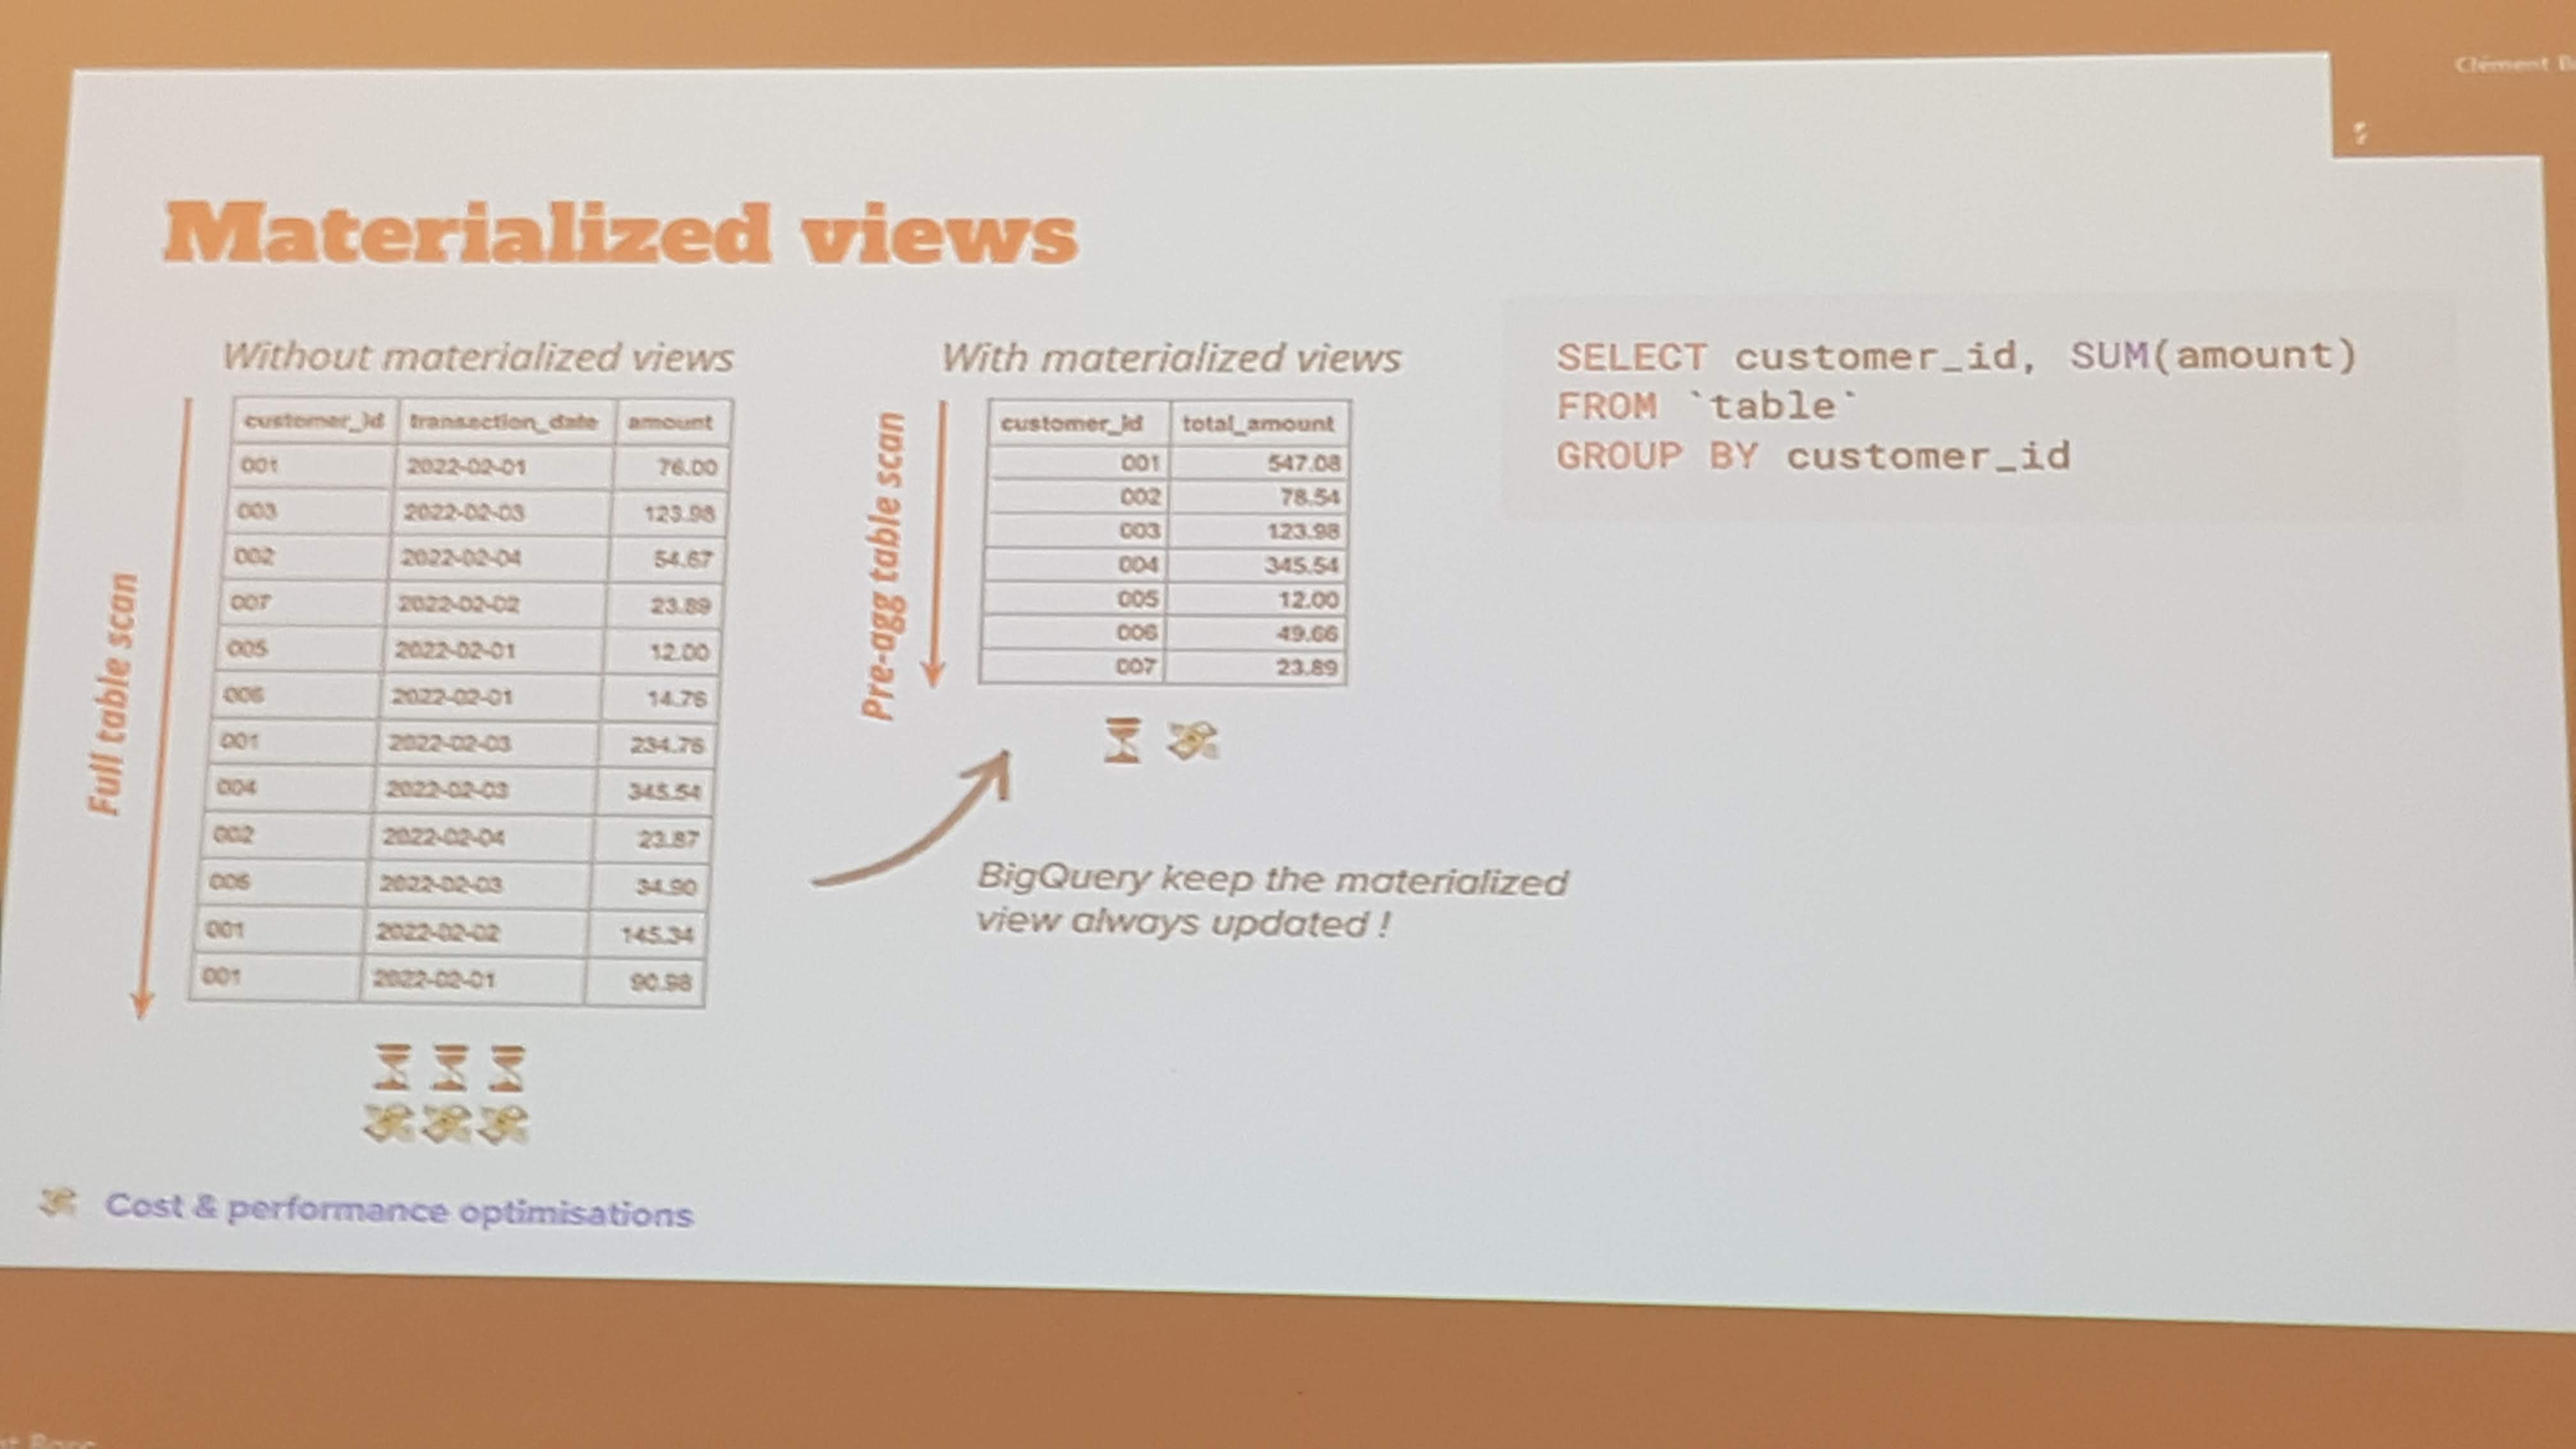 Clément
Materialized views
Without materialized views
customer_id transaction_date amount
001 2022-02-01 76.00
003 2022-02-03 123.98
002 2022-02-04 54.67
007 2022-02-02 23.89
005 2022-02-01 12.00
006 2022-02-01 14.76
001 2022-02-03 234.76
004 2022-02-03 345.54
002 2022-02-04 23.87
006 2022-02-03 34.90
001 2022-02-02 145.34
001 2022-02-01 90.98
Full table scan
With materialized views
customer_id total_amount
001 547.08
002 78.54
003 123.98
004 345.54
005 12.00
006 49.66
007 23.89
Pre-agg table scan
BigQuery keep the materialized
view always updated !
SELECT customer_id, SUM(amount)
FROM `table`
GROUP BY customer_id
Cost & performance optimisations